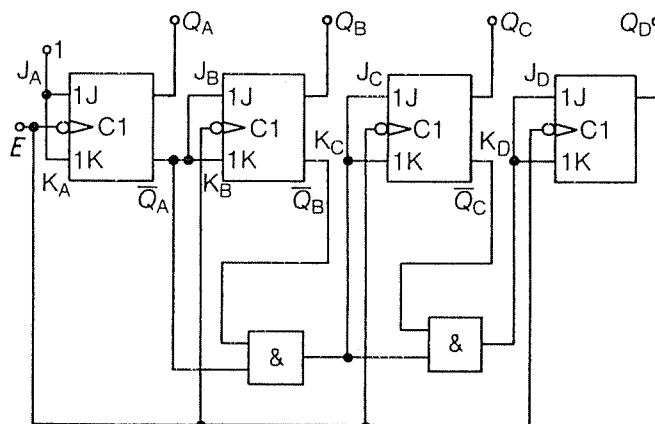 Q_A Q_B Q_C Q_D
1
J_A J_B J_C J_D
1J 1J 1J 1J
E C1 C1 C1 C1
K_C K_D
1K 1K 1K 1K
K_A Q̅_A K_B Q̅_B Q̅_C
& &